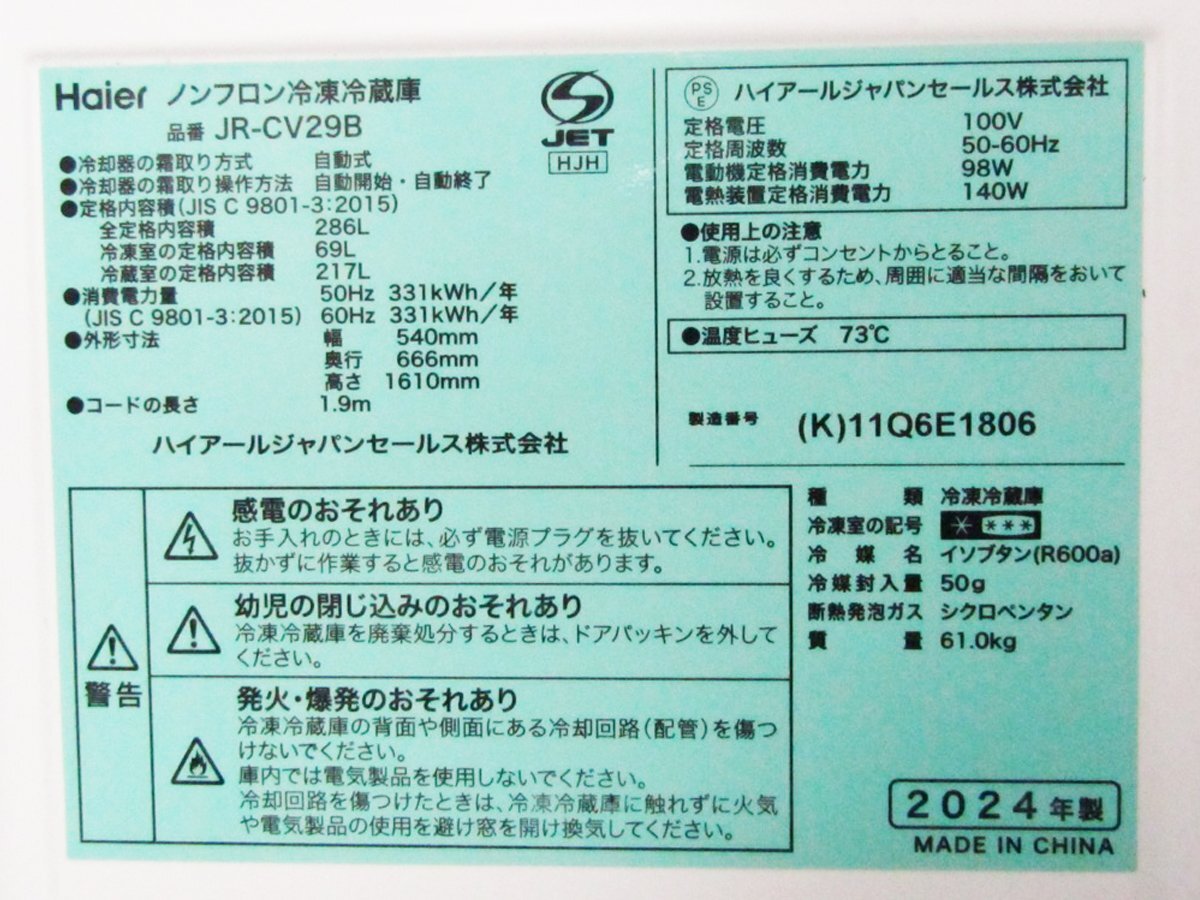 Haier ノンフロン冷凍冷蔵庫
品番 JR-CV29B
JET
HJH
●冷却器の霜取り方式 自動式
●冷却器の霜取り操作方法 自動開始・自動終了
●定格内容積(JIS C 9801-3:2015)
全定格内容積 286L
冷凍室の定格内容積 69L
冷蔵室の定格内容積 217L
●消費電力量 50Hz 331kWh/年
(JIS C 9801-3:2015) 60Hz 331kWh/年
●外形寸法 幅 540mm
奥行 666mm
高さ 1610mm
●コードの長さ 1.9m
ハイアールジャパンセールス株式会社
PSE ハイアールジャパンセールス株式会社
定格電圧 100V
定格周波数 50-60Hz
電動機定格消費電力 98W
電熱装置定格消費電力 140W
●使用上の注意
1.電源は必ずコンセントからとること。
2.放熱を良くするため、周囲に適当な間隔をおいて
設置すること。
●温度ヒューズ 73℃
製造番号 (K)11Q6E1806
警告
感電のおそれあり
お手入れのときには、必ず電源プラグを抜いてください。
抜かずに作業すると感電のおそれがあります。
幼児の閉じ込みのおそれあり
冷凍冷蔵庫を廃棄処分するときは、ドアパッキンを外して
ください。
発火・爆発のおそれあり
冷凍冷蔵庫の背面や側面にある冷却回路(配管)を傷つ
けないでください。
庫内では電気製品を使用しないでください。
冷却回路を傷つけたときは、冷凍冷蔵庫に触れずに火気
や電気製品の使用を避け窓を開け換気してください。
種類 冷凍冷蔵庫
冷凍室の記号 * ***
冷媒名 イソブタン(R600a)
冷媒封入量 50g
断熱発泡ガス シクロペンタン
質量 61.0kg
2024年製
MADE IN CHINA